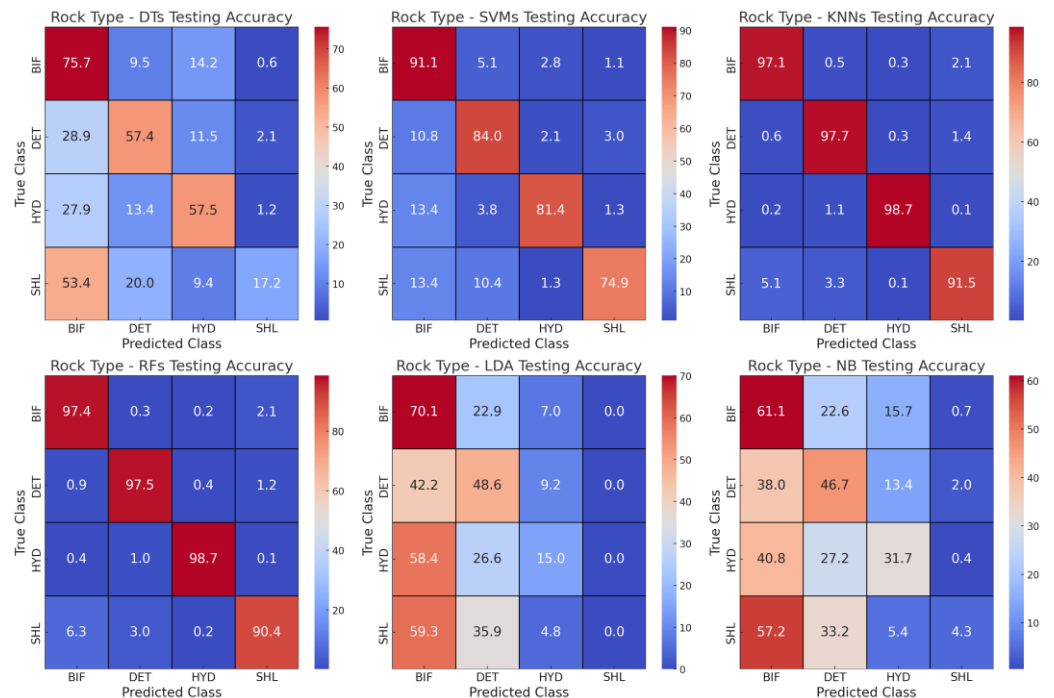 Rock Type - DTs Testing Accuracy
BIF 75.7 9.5 14.2 0.6
DET 28.9 57.4 11.5 2.1
HYD 27.9 13.4 57.5 1.2
SHL 53.4 20.0 9.4 17.2
BIF DET HYD SHL
Predicted Class
True Class
70
60
50
40
30
20
10
Rock Type - SVMs Testing Accuracy
BIF 91.1 5.1 2.8 1.1
DET 10.8 84.0 2.1 3.0
HYD 13.4 3.8 81.4 1.3
SHL 13.4 10.4 1.3 74.9
BIF DET HYD SHL
Predicted Class
True Class
90
80
70
60
50
40
30
20
10
Rock Type - KNNs Testing Accuracy
BIF 97.1 0.5 0.3 2.1
DET 0.6 97.7 0.3 1.4
HYD 0.2 1.1 98.7 0.1
SHL 5.1 3.3 0.1 91.5
BIF DET HYD SHL
Predicted Class
True Class
80
60
40
20
Rock Type - RFs Testing Accuracy
BIF 97.4 0.3 0.2 2.1
DET 0.9 97.5 0.4 1.2
HYD 0.4 1.0 98.7 0.1
SHL 6.3 3.0 0.2 90.4
BIF DET HYD SHL
Predicted Class
True Class
80
60
40
20
Rock Type - LDA Testing Accuracy
BIF 70.1 22.9 7.0 0.0
DET 42.2 48.6 9.2 0.0
HYD 58.4 26.6 15.0 0.0
SHL 59.3 35.9 4.8 0.0
BIF DET HYD SHL
Predicted Class
True Class
70
60
50
40
30
20
10
0
Rock Type - NB Testing Accuracy
BIF 61.1 22.6 15.7 0.7
DET 38.0 46.7 13.4 2.0
HYD 40.8 27.2 31.7 0.4
SHL 57.2 33.2 5.4 4.3
BIF DET HYD SHL
Predicted Class
True Class
60
50
40
30
20
10